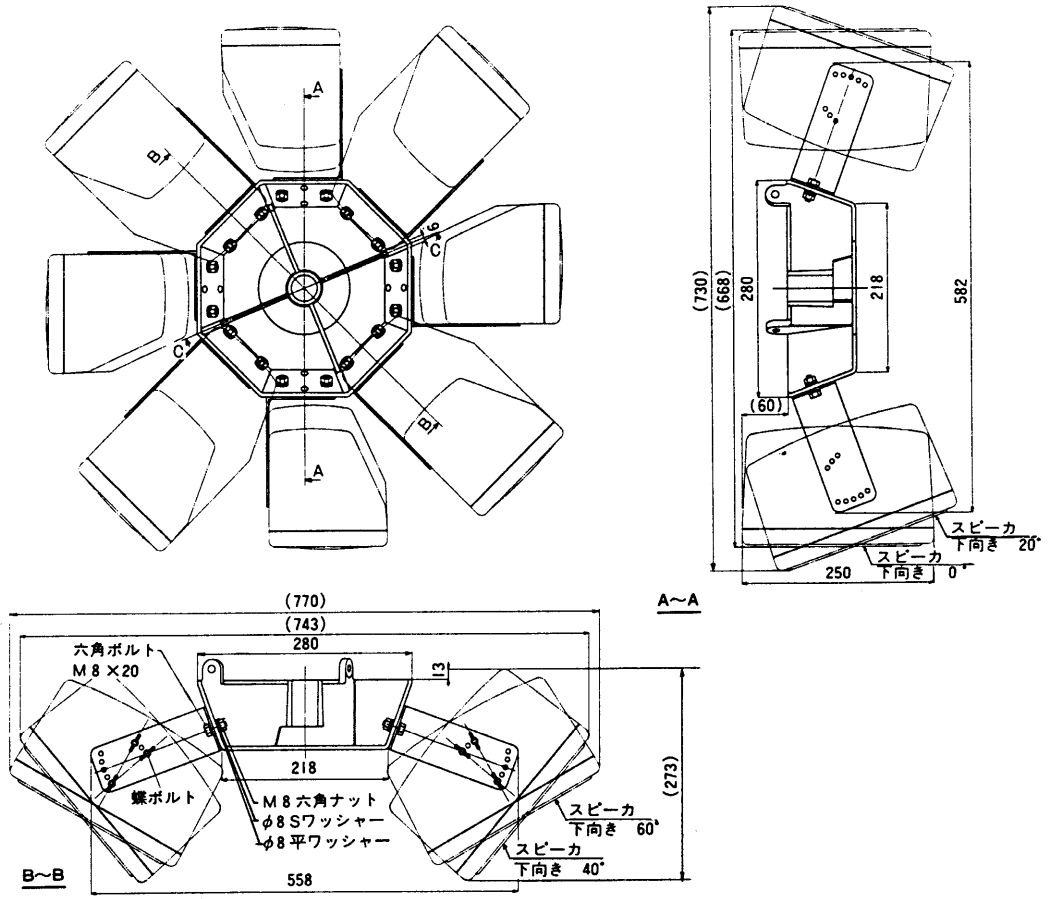 A
B
6
C
C
B
A
(730)
(668)
280
218
582
(60)
スピーカ
下向き 20°
スピーカ
下向き 0°
250
A～A
(770)
(743)
280
六角ボルト
M8×20
13
(273)
218
蝶ボルト
M8六角ナット
φ8Sワッシャー
φ8平ワッシャー
スピーカ
下向き 60°
スピーカ
下向き 40°
B～B
558